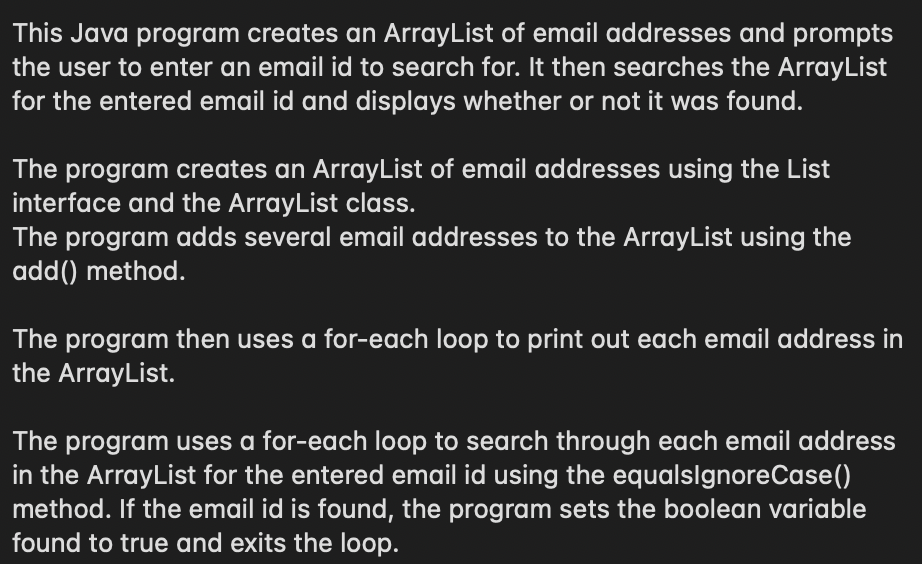 This Java program creates an ArrayList of email addresses and prompts
the user to enter an email id to search for. It then searches the ArrayList
for the entered email id and displays whether or not it was found.
The program creates an ArrayList of email addresses using the List
interface and the ArrayList class.
The program adds several email addresses to the ArrayList using the
add() method.
The program then uses a for-each loop to print out each email address in
the ArrayList.
The program uses a for-each loop to search through each email address
in the ArrayList for the entered email id using the equalsIgnoreCase()
method. If the email id is found, the program sets the boolean variable
found to true and exits the loop.